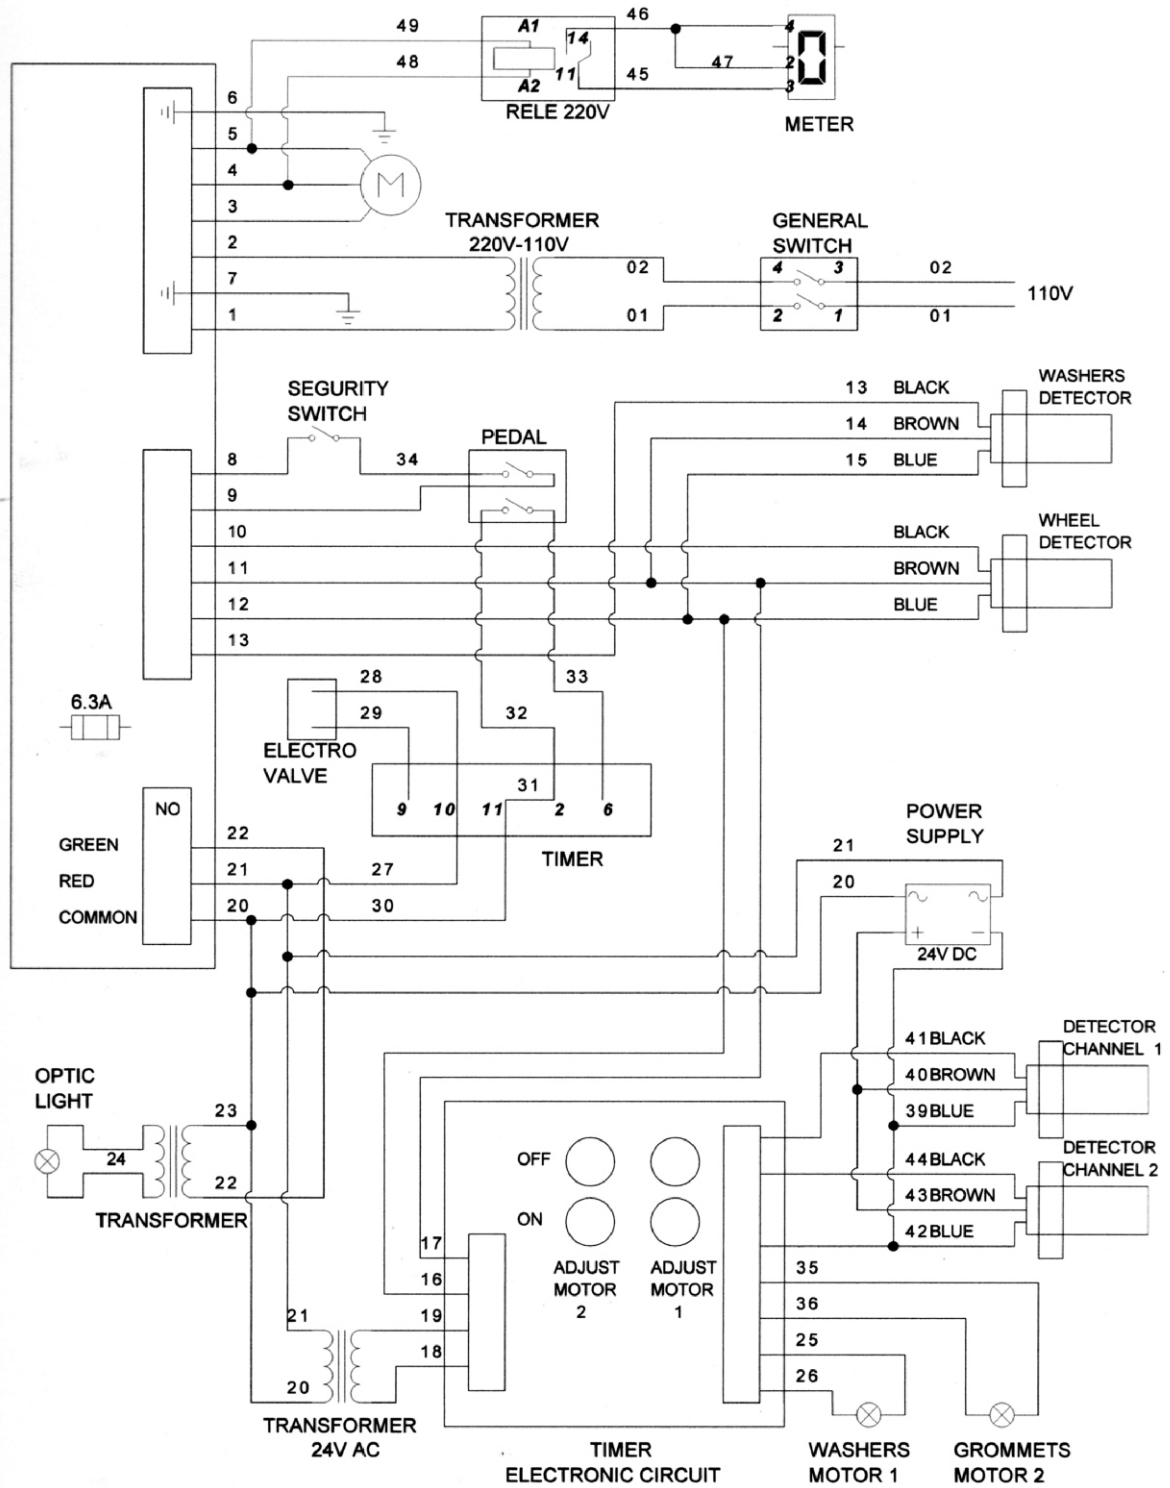 49
A1
46
14
4
48
47
2
11
45
A2
3
RELE 220V
METER
6
5
4
M
3
TRANSFORMER
220V-110V
GENERAL
SWITCH
2
02
4
3
02
7
110V
1
01
2
1
01
SEGURITY
SWITCH
13 BLACK
WASHERS
DETECTOR
14 BROWN
PEDAL
8
34
15 BLUE
9
10
BLACK
WHEEL
DETECTOR
11
BROWN
12
BLUE
13
28
33
6.3A
29
32
ELECTRO
VALVE
31
9
10
11
2
6
NO
TIMER
POWER
SUPPLY
GREEN
22
21
RED
21
27
20
COMMON
20
30
+
−
24V DC
41 BLACK
DETECTOR
CHANNEL 1
OPTIC
LIGHT
40 BROWN
23
39 BLUE
24
OFF
44 BLACK
DETECTOR
CHANNEL 2
22
43 BROWN
TRANSFORMER
ON
42 BLUE
17
ADJUST
MOTOR
2
ADJUST
MOTOR
1
35
16
36
21
19
25
18
26
20
TRANSFORMER
24V AC
TIMER
ELECTRONIC CIRCUIT
WASHERS
MOTOR 1
GROMMETS
MOTOR 2